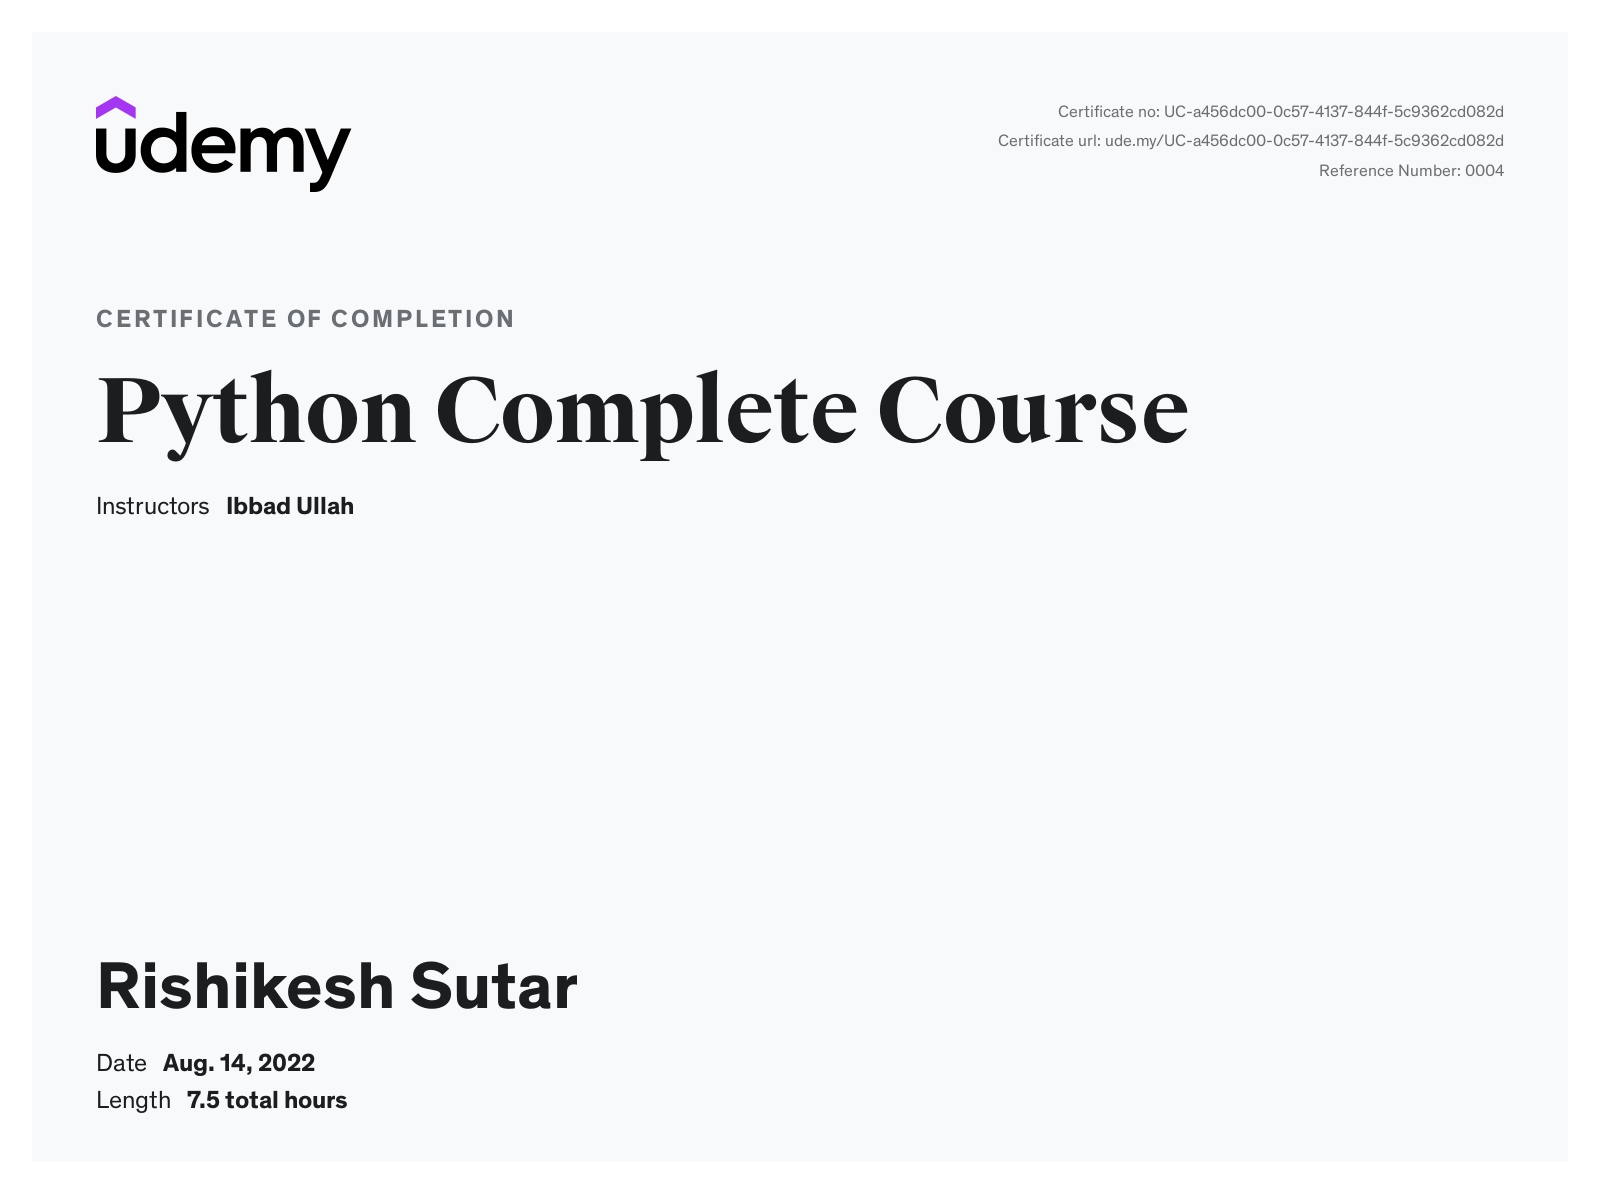 udemy
Certificate no: UC-a456dc00-0c57-4137-844f-5c9362cd082d
Certificate url: ude.my/UC-a456dc00-0c57-4137-844f-5c9362cd082d
Reference Number: 0004
CERTIFICATE OF COMPLETION
Python Complete Course
Instructors Ibbad Ullah
Rishikesh Sutar
Date Aug. 14, 2022
Length 7.5 total hours